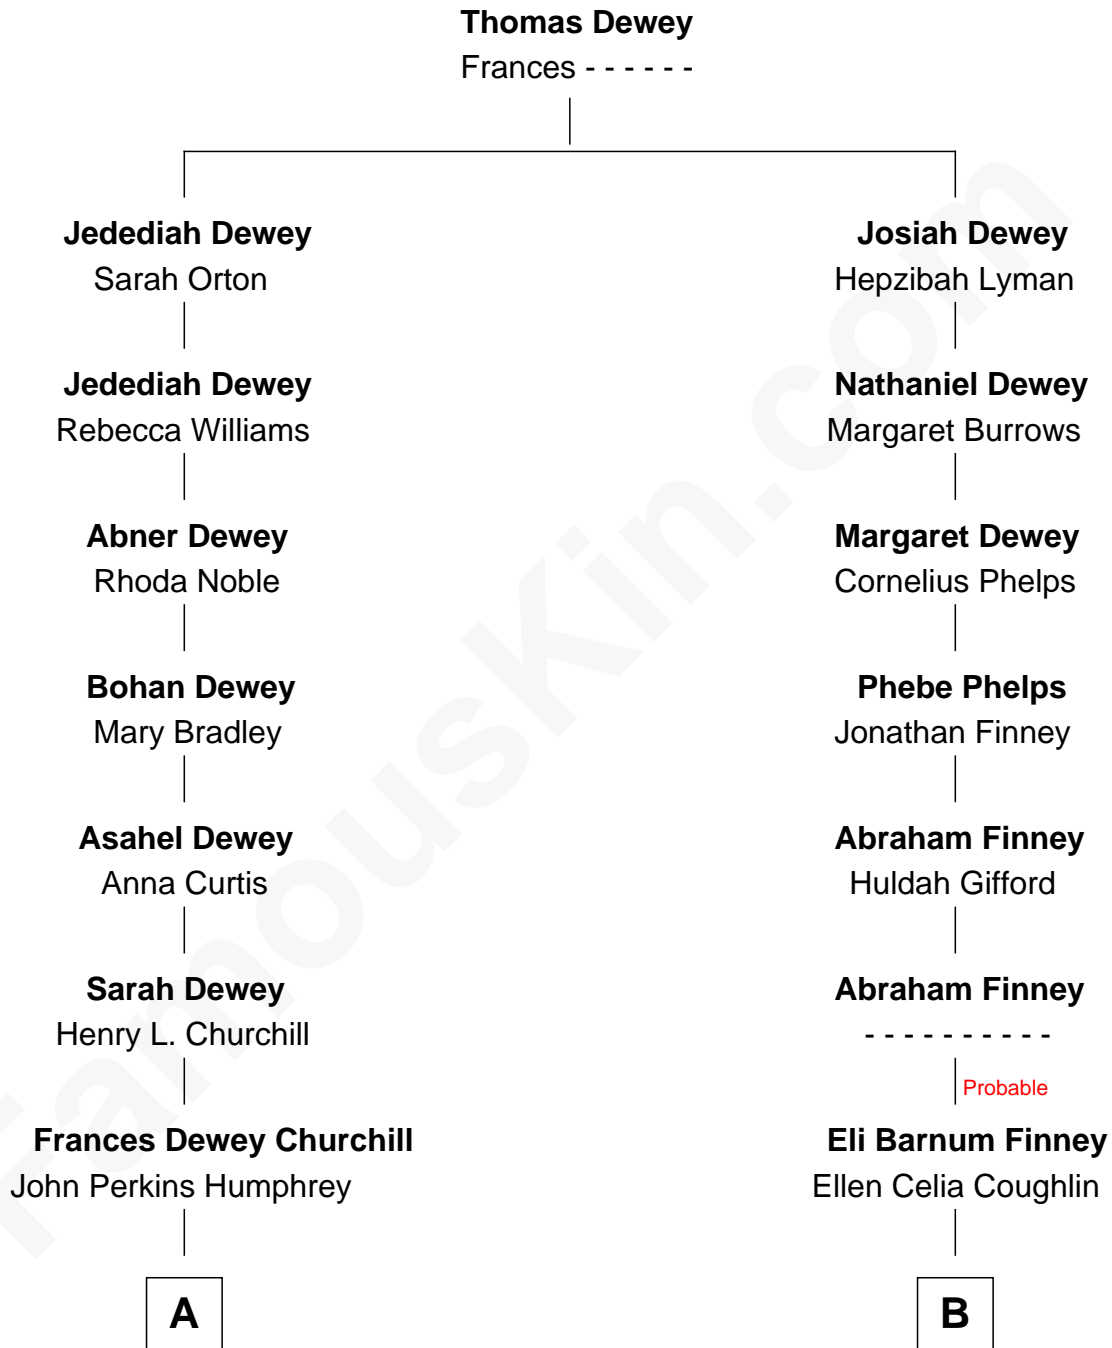 Thomas Dewey
Frances - - - - - -
Jedediah Dewey
Sarah Orton
Josiah Dewey
Hepzibah Lyman
Jedediah Dewey
Rebecca Williams
Nathaniel Dewey
Margaret Burrows
Abner Dewey
Rhoda Noble
Margaret Dewey
Cornelius Phelps
Bohan Dewey
Mary Bradley
Phebe Phelps
Jonathan Finney
Asahel Dewey
Anna Curtis
Abraham Finney
Huldah Gifford
Sarah Dewey
Henry L. Churchill
Abraham Finney
- - - - - - - - - -
Probable
Frances Dewey Churchill
John Perkins Humphrey
Eli Barnum Finney
Ellen Celia Coughlin
A
B
FamousKin.com